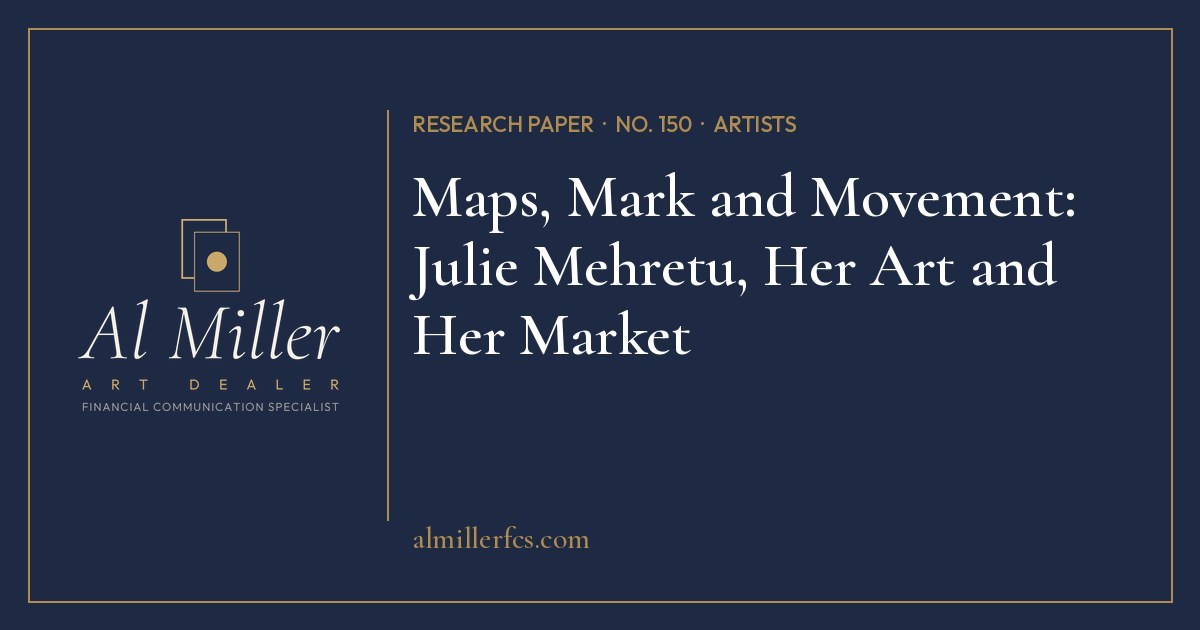 Al Miller
ART DEALER
FINANCIAL COMMUNICATION SPECIALIST
RESEARCH PAPER · NO. 150 · ARTISTS
Maps, Mark and Movement:
Julie Mehretu, Her Art and
Her Market
almillerfcs.com